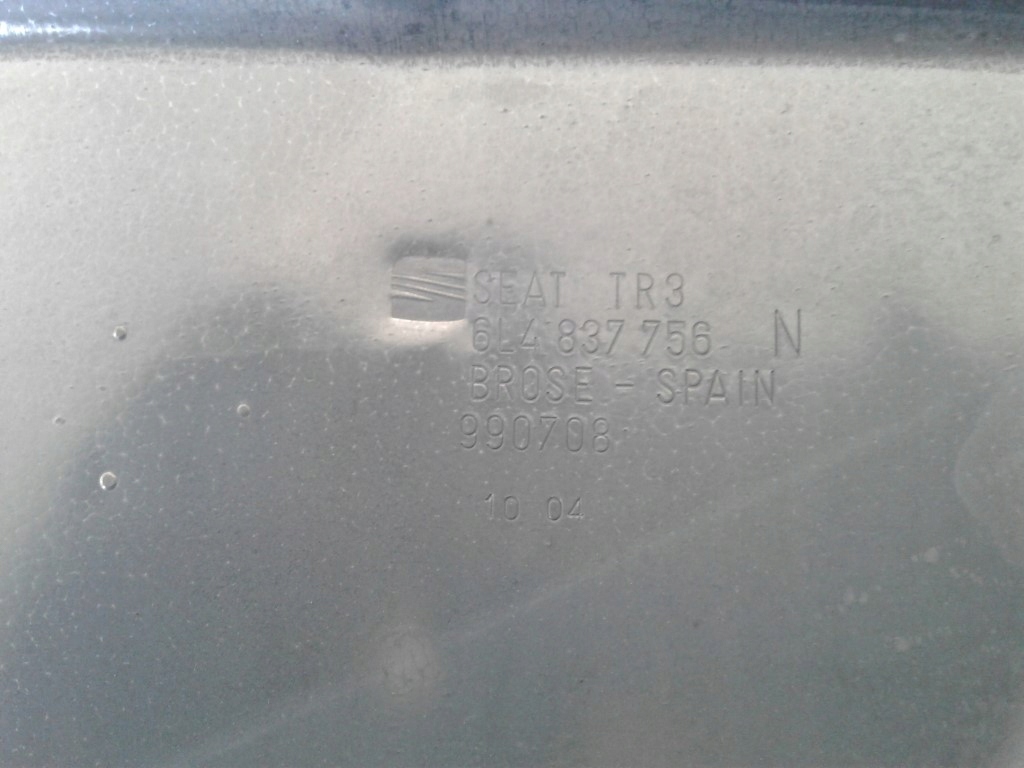 SEAT TR3
6L4 837 756 N
BROSE - SPAIN
990708
10 04